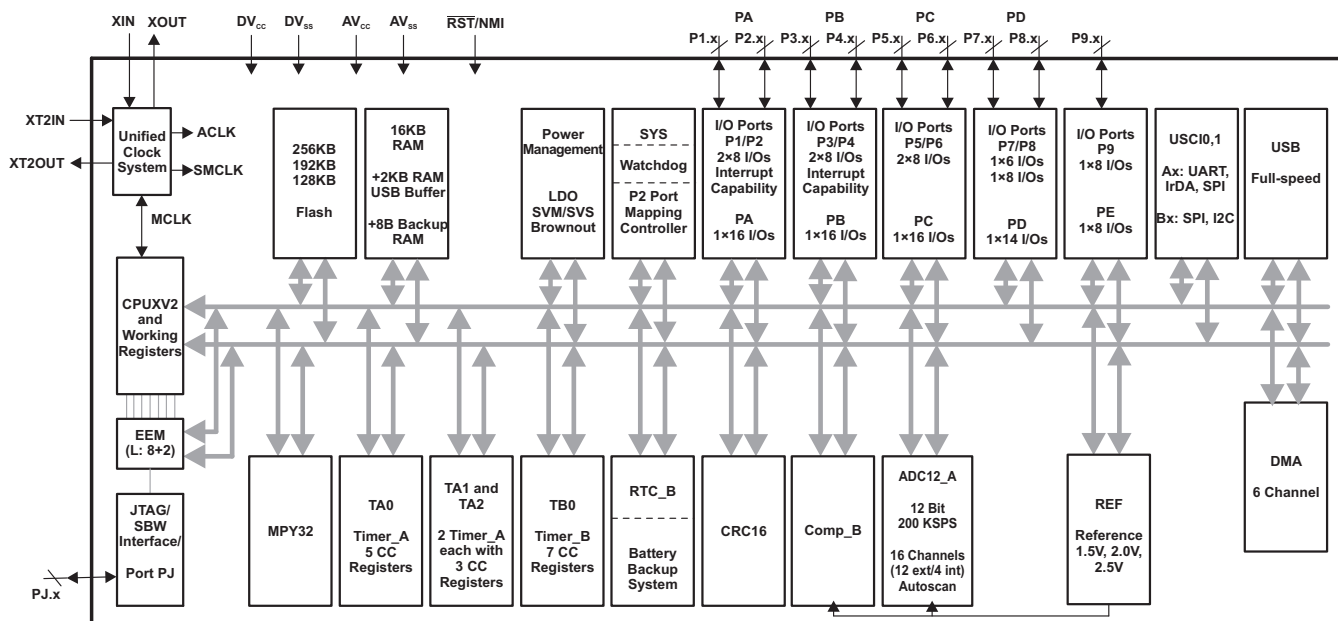 XIN XOUT DVCC DVSS AVCC AVSS RST/NMI PA PB PC PD
P1.x P2.x P3.x P4.x P5.x P6.x P7.x P8.x P9.x
XT2IN
XT2OUT
Unified
Clock
System
ACLK
SMCLK
MCLK
256KB
192KB
128KB
Flash
16KB
RAM
+2KB RAM
USB Buffer
+8B Backup
RAM
Power
Management
LDO
SVM/SVS
Brownout
SYS
Watchdog
P2 Port
Mapping
Controller
I/O Ports
P1/P2
2×8 I/Os
Interrupt
Capability
PA
1×16 I/Os
I/O Ports
P3/P4
2×8 I/Os
Interrupt
Capability
PB
1×16 I/Os
I/O Ports
P5/P6
2×8 I/Os
PC
1×16 I/Os
I/O Ports
P7/P8
1×6 I/Os
1×8 I/Os
PD
1×14 I/Os
I/O Ports
P9
1×8 I/Os
PE
1×8 I/Os
USCI0,1
Ax: UART,
IrDA, SPI
Bx: SPI, I2C
USB
Full-speed
CPUXV2
and
Working
Registers
EEM
(L: 8+2)
JTAG/
SBW
Interface/
Port PJ
PJ.x
MPY32
TA0
Timer_A
5 CC
Registers
TA1 and
TA2
2 Timer_A
each with
3 CC
Registers
TB0
Timer_B
7 CC
Registers
RTC_B
Battery
Backup
System
CRC16
Comp_B
ADC12_A
12 Bit
200 KSPS
16 Channels
(12 ext/4 int)
Autoscan
REF
Reference
1.5V, 2.0V,
2.5V
DMA
6 Channel